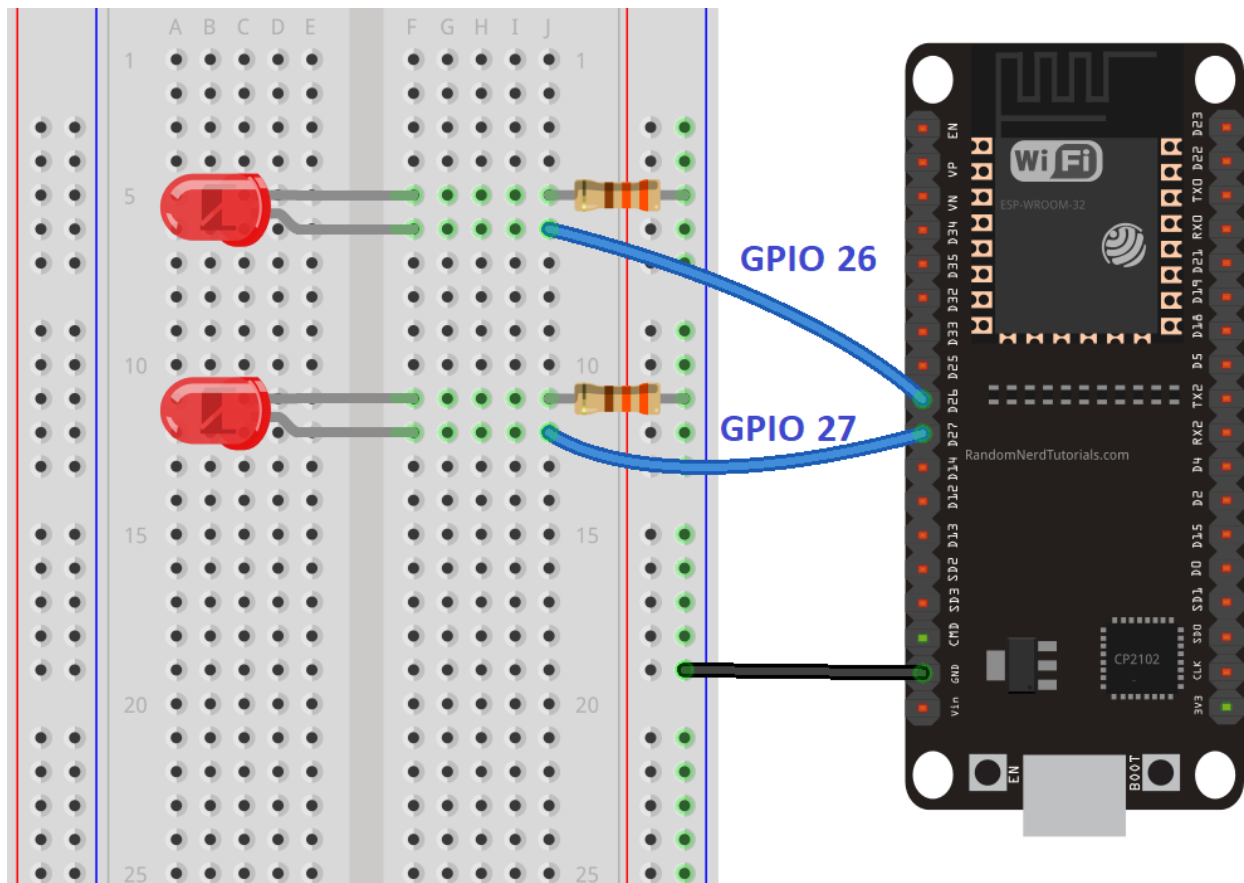 A B C D E F G H I J
1 1
5
10 10
15 15
20 20
25 25
GPIO 26
GPIO 27
WiFi
ESP-WROOM-32
RandomNerdTutorials.com
CP2102
EN
VP
VN
D34
D35
D32
D33
D25
D26
D27
D14
D12
D13
SD2
SD3
CMD
GND
Vin
D23
D22
TX0
RX0
D21
D19
D18
D5
TX2
RX2
D4
D2
D15
D0
SD1
SD0
CLK
3V3
EN
BOOT